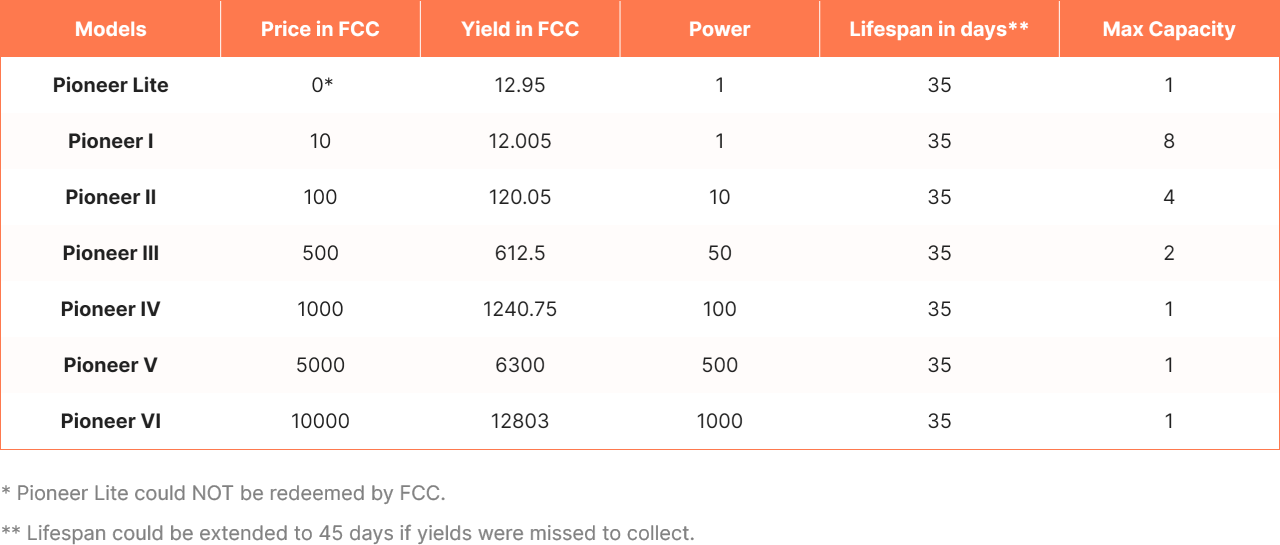 Models Price in FCC Yield in FCC Power Lifespan in days** Max Capacity
Pioneer Lite 0* 12.95 1 35 1
Pioneer I 10 12.005 1 35 8
Pioneer II 100 120.05 10 35 4
Pioneer III 500 612.5 50 35 2
Pioneer IV 1000 1240.75 100 35 1
Pioneer V 5000 6300 500 35 1
Pioneer VI 10000 12803 1000 35 1
* Pioneer Lite could NOT be redeemed by FCC.
** Lifespan could be extended to 45 days if yields were missed to collect.